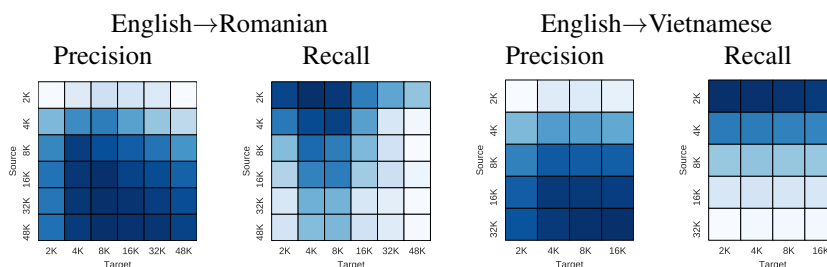 English→Romanian
English→Vietnamese
Precision
Recall
Precision
Recall
Source
2K
4K
8K
16K
32K
48K
2K 4K 8K 16K 32K 48K
Target
Source
2K
4K
8K
16K
32K
48K
2K 4K 8K 16K 32K 48K
Target
Source
2K
4K
8K
16K
32K
2K 4K 8K 16K
Target
Source
2K
4K
8K
16K
32K
2K 4K 8K 16K
Target